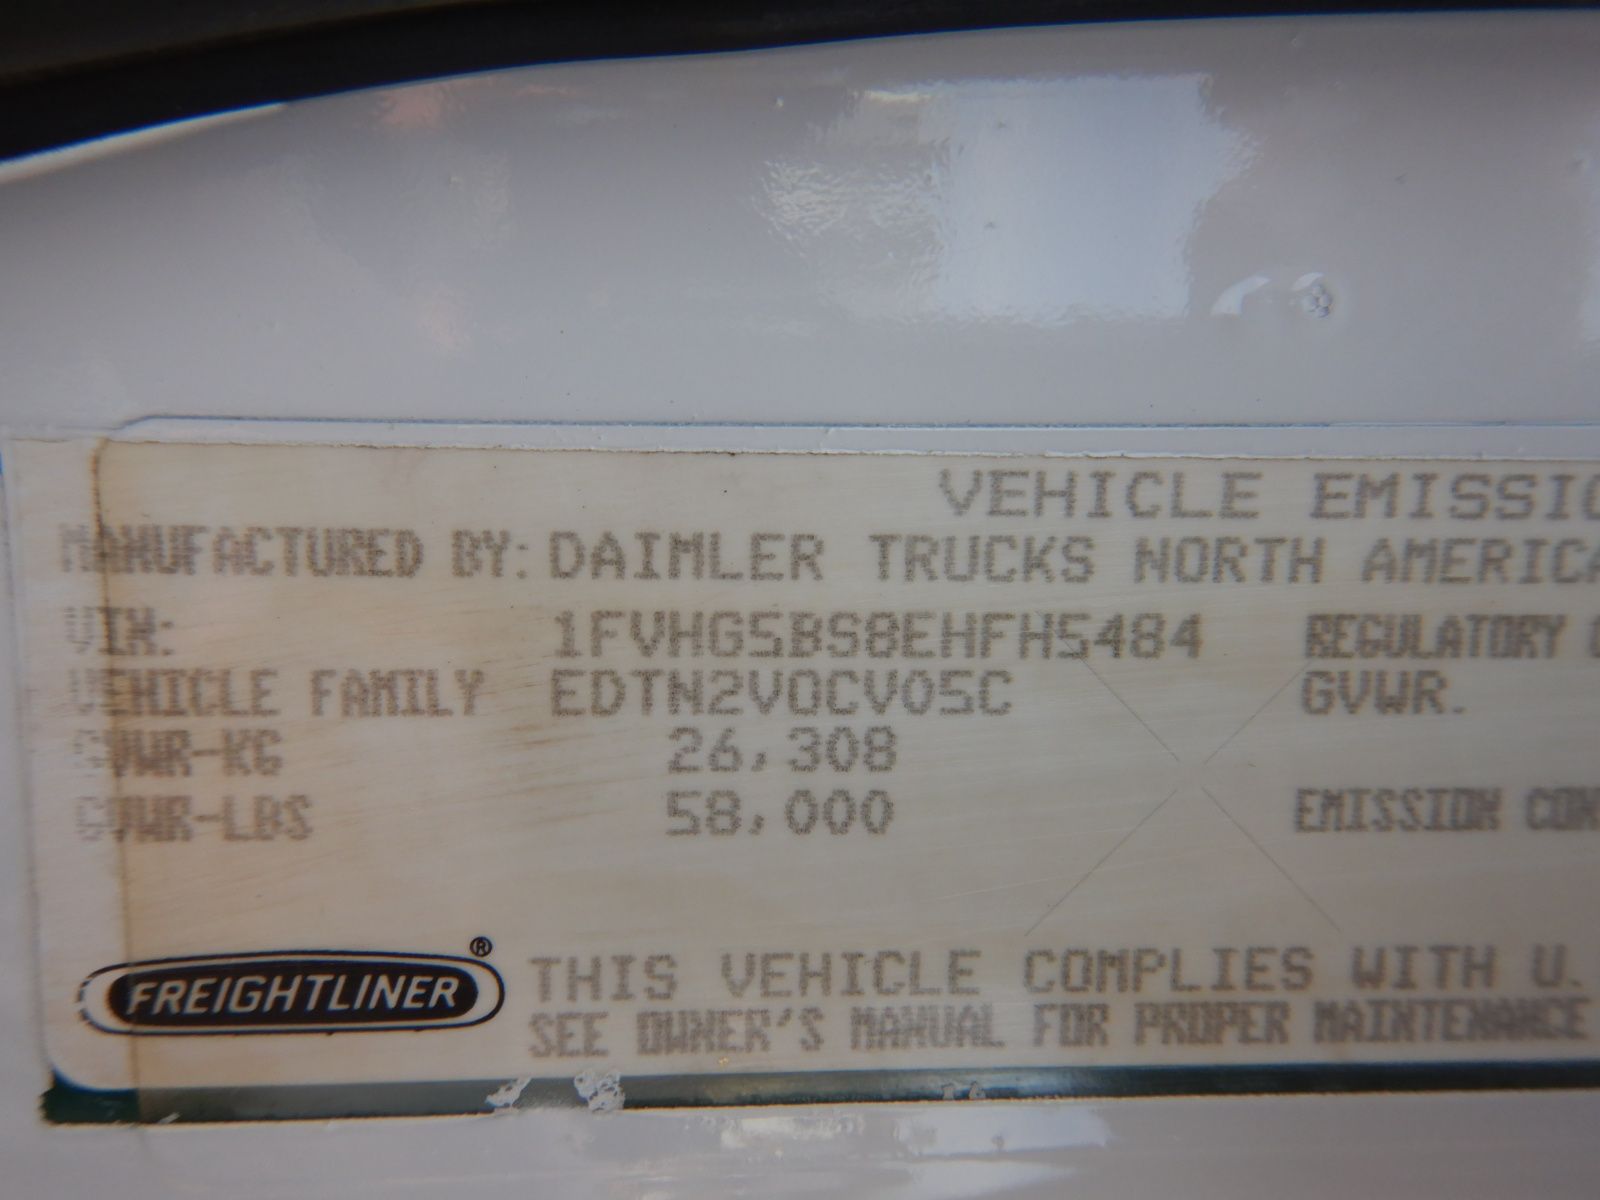 VEHICLE EMISSIO
MANUFACTURED BY: DAIMLER TRUCKS NORTH AMERICA
VIN: 1FVHG5BS8EHFH5484 REGULATORY
VEHICLE FAMILY EDTN2VOCV05C GVWR.
GVWR-KG 26,308
GVWR-LBS 58,000 EMISSION CON
FREIGHTLINER®
THIS VEHICLE COMPLIES WITH U.
SEE OWNER'S MANUAL FOR PROPER MAINTENANCE